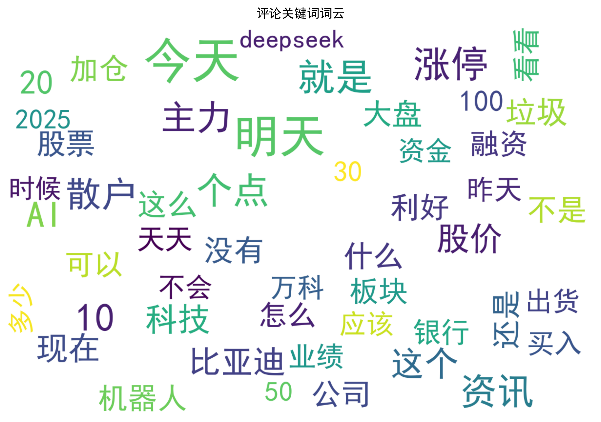 评论关键词词云
deepseek
今天
看看
涨停
加仓
就是
20
100
大盘
垃圾
主力
2025
明天
股票
融资
资金
30
时候
散户
个点
昨天
AI
这么
利好
不是
天天
股价
没有
什么
可以
不会
万科
板块
多少
出货
10
科技
怎么
应该
还是
银行
买入
现在
比亚迪
业绩
这个
机器人
50
公司
资讯